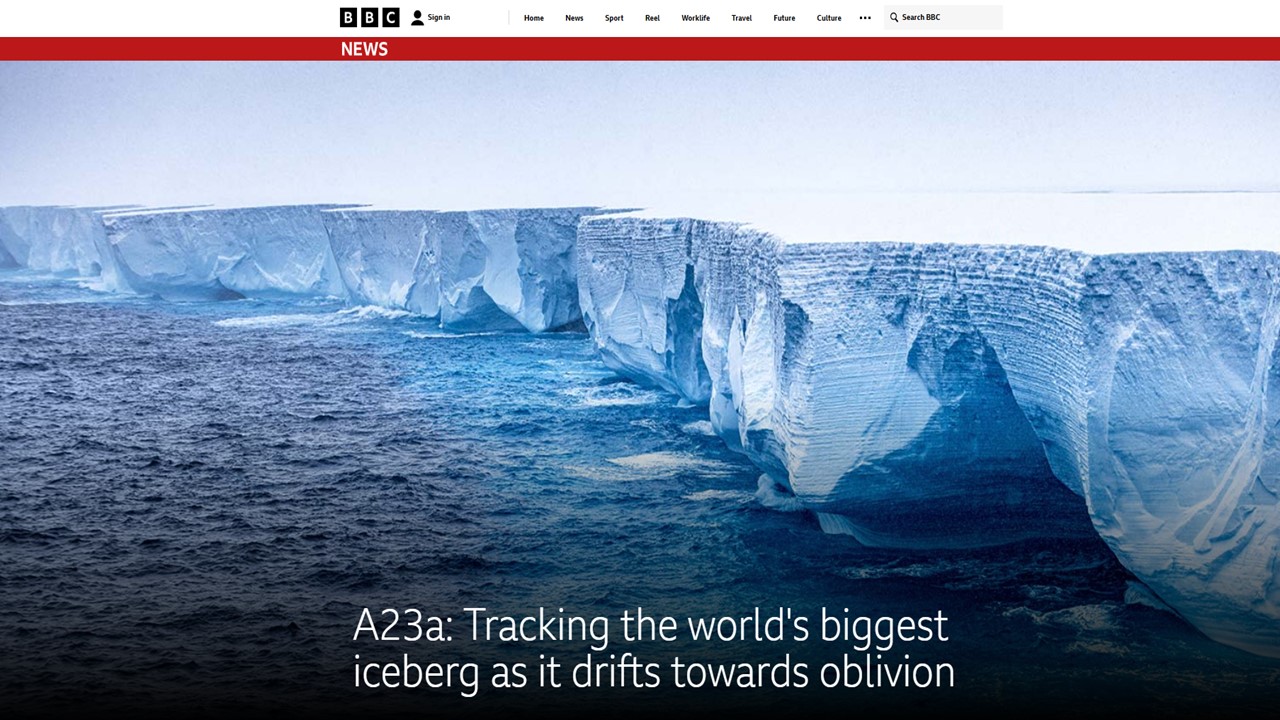 BBC Sign in Home News Sport Reel Worklife Travel Future Culture ••• Search BBC
NEWS
A23a: Tracking the world's biggest
iceberg as it drifts towards oblivion